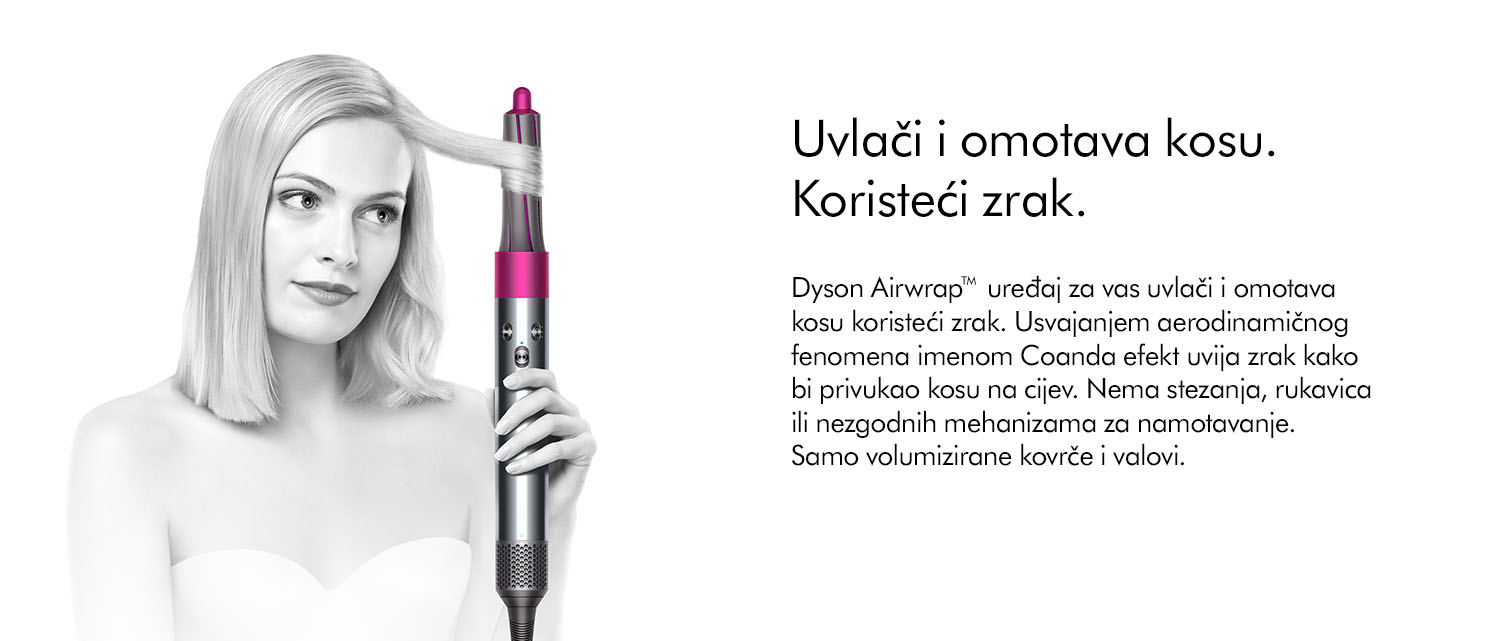 Uvlači i omotava kosu.
Koristeći zrak.
Dyson Airwrap™ uređaj za vas uvlači i omotava
kosu koristeći zrak. Usvajanjem aerodinamičnog
fenomena imenom Coanda efekt uvija zrak kako
bi privukao kosu na cijev. Nema stezanja, rukavica
ili nezgodnih mehanizama za namotavanje.
Samo volumizirane kovrče i valovi.